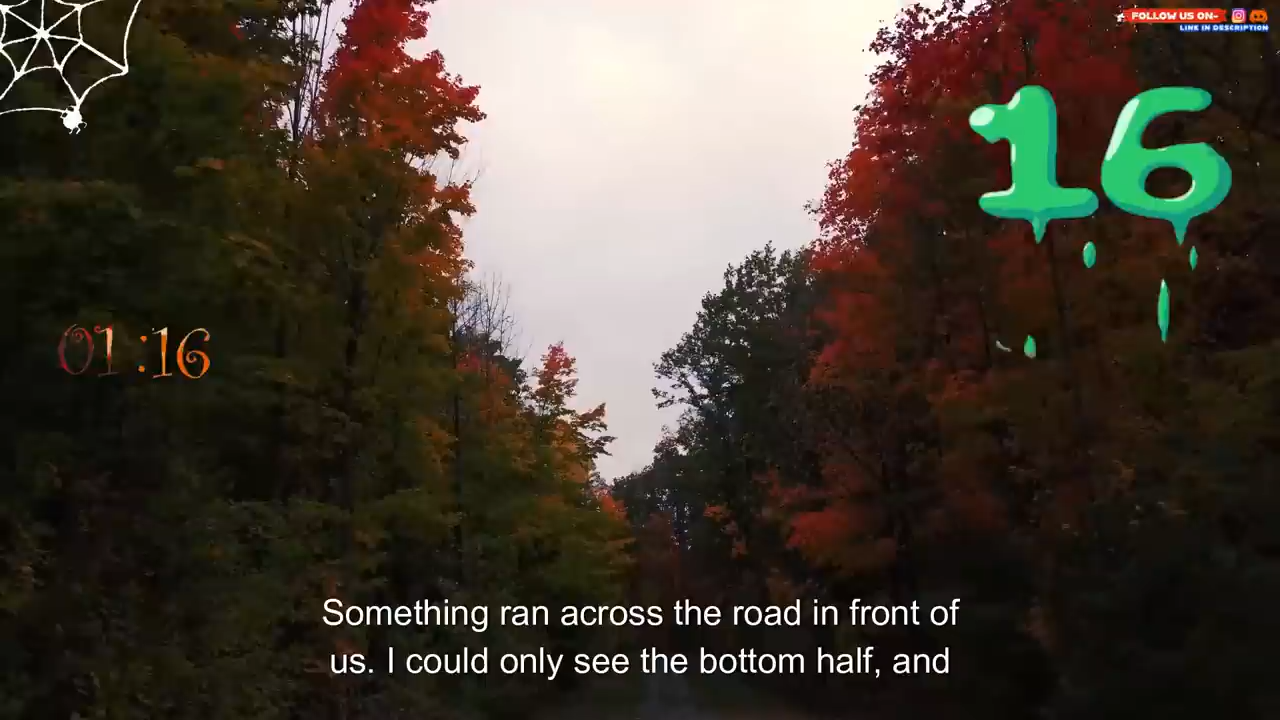 FOLLOW US ON-
LINK IN DESCRIPTION
16
01:16
Something ran across the road in front of
us. I could only see the bottom half, and